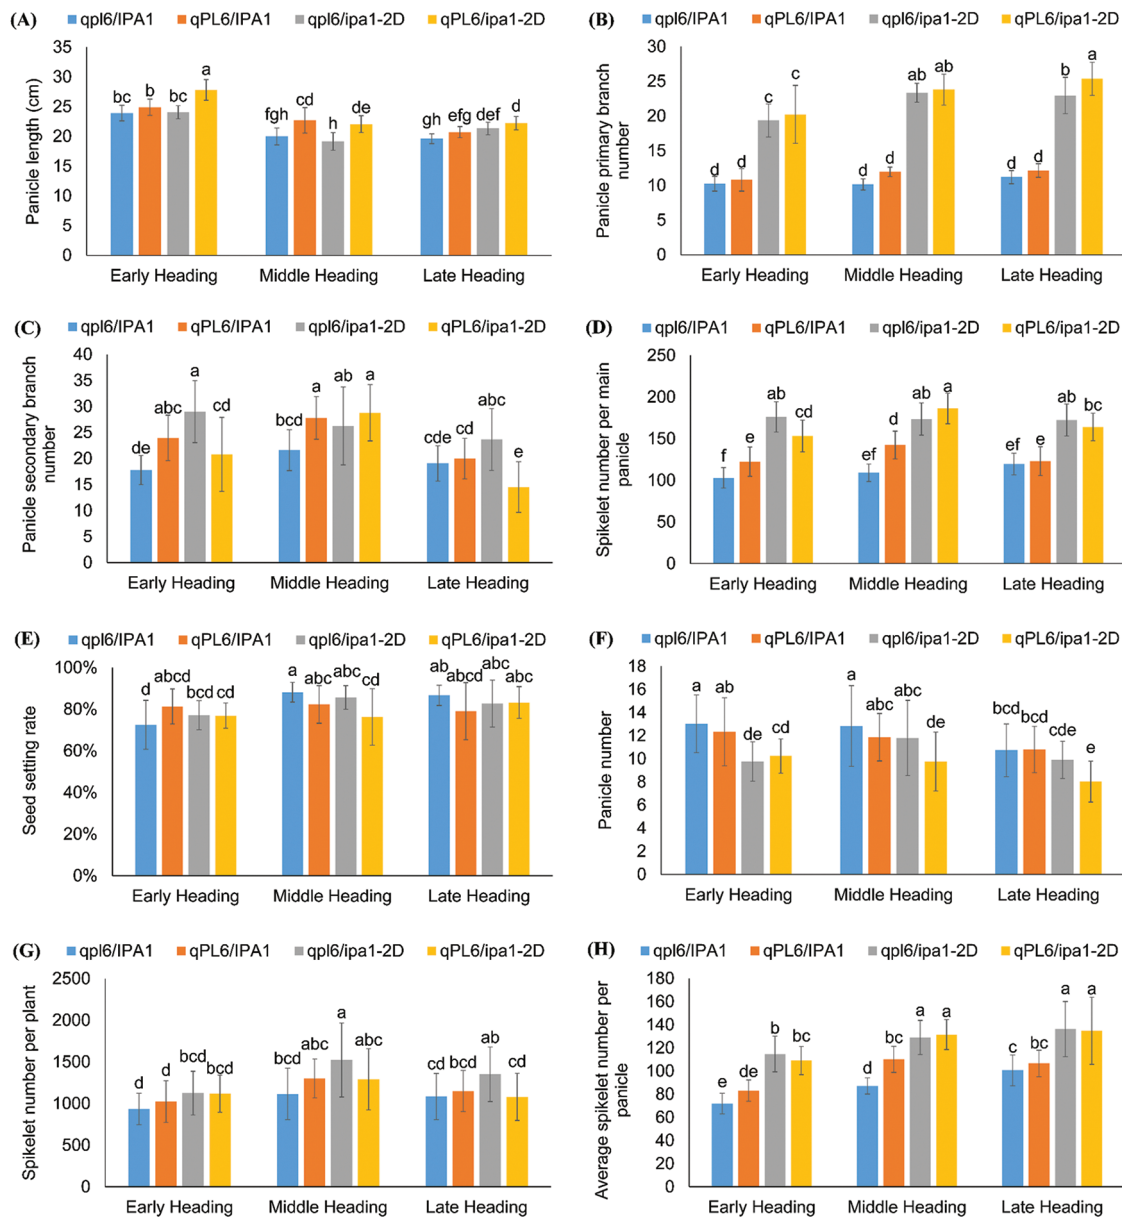 (A) qpl6/IPA1 qPL6/IPA1 qpl6/ipa1-2D qPL6/ipa1-2D
Panicle length (cm)
35
30
25
20
15
10
5
0
bc b bc a
fgh cd h de
gh efg def d
Early Heading Middle Heading Late Heading
(B) qpl6/IPA1 qPL6/IPA1 qpl6/ipa1-2D qPL6/ipa1-2D
Panicle primary branch
number
30
25
20
15
10
5
0
d d c c
d d ab ab
d d b a
Early Heading Middle Heading Late Heading
(C) qpl6/IPA1 qPL6/IPA1 qpl6/ipa1-2D qPL6/ipa1-2D
Panicle secondary branch
number
40
35
30
25
20
15
10
5
0
de abc a cd
bcd a ab a
cde cd a e
Early Heading Middle Heading Late Heading
(D) qpl6/IPA1 qPL6/IPA1 qpl6/ipa1-2D qPL6/ipa1-2D
Spikelet number per main
panicle
250
200
150
100
50
0
f e ab cd
ef d ab a
ef e ab bc
Early Heading Middle Heading Late Heading
(E) qpl6/IPA1 qPL6/IPA1 qpl6/ipa1-2D qPL6/ipa1-2D
Seed setting rate
100%
80%
60%
40%
20%
0%
d abcd bcd cd
a abc abc cd
ab abcd abc abc
Early Heading Middle Heading Late Heading
(F) qpl6/IPA1 qPL6/IPA1 qpl6/ipa1-2D qPL6/ipa1-2D
Panicle number
18
16
14
12
10
8
6
4
2
0
a ab de cd
a abc abc de
bcd bcd cde e
Early Heading Middle Heading Late Heading
(G) qpl6/IPA1 qPL6/IPA1 qpl6/ipa1-2D qPL6/ipa1-2D
Spikelet number per plant
2500
2000
1500
1000
500
0
d d bcd bcd
bcd abc a abc
cd bcd ab cd
Early Heading Middle Heading Late Heading
(H) qpl6/IPA1 qPL6/IPA1 qpl6/ipa1-2D qPL6/ipa1-2D
Average spikelet number per
panicle
180
160
140
120
100
80
60
40
20
0
e de b bc
d bc a a
c bc a a
Early Heading Middle Heading Late Heading